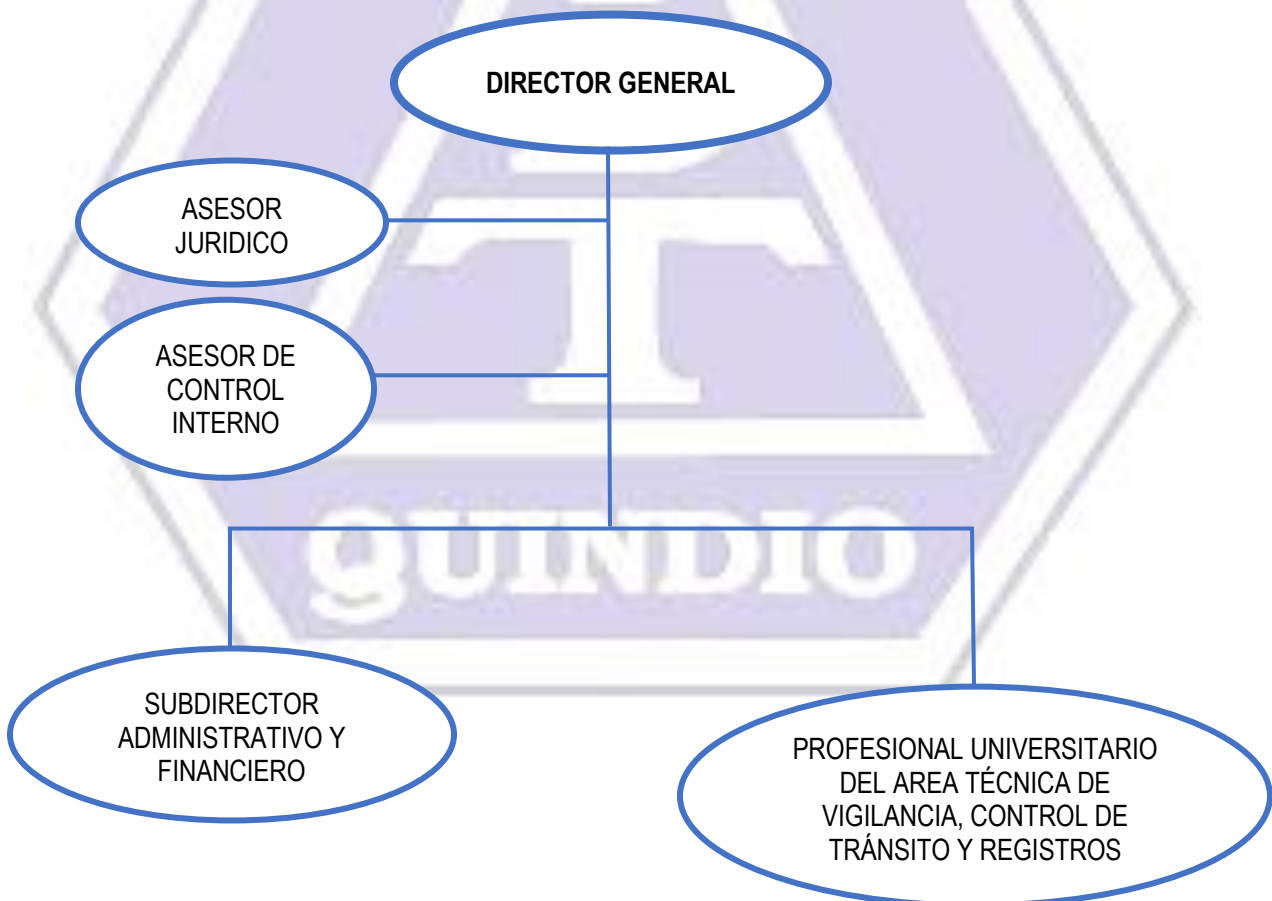 DIRECTOR GENERAL
ASESOR
JURIDICO
ASESOR DE
CONTROL
INTERNO
QUINDIO
SUBDIRECTOR
ADMINISTRATIVO Y
FINANCIERO
PROFESIONAL UNIVERSITARIO
DEL AREA TÉCNICA DE
VIGILANCIA, CONTROL DE
TRÁNSITO Y REGISTROS